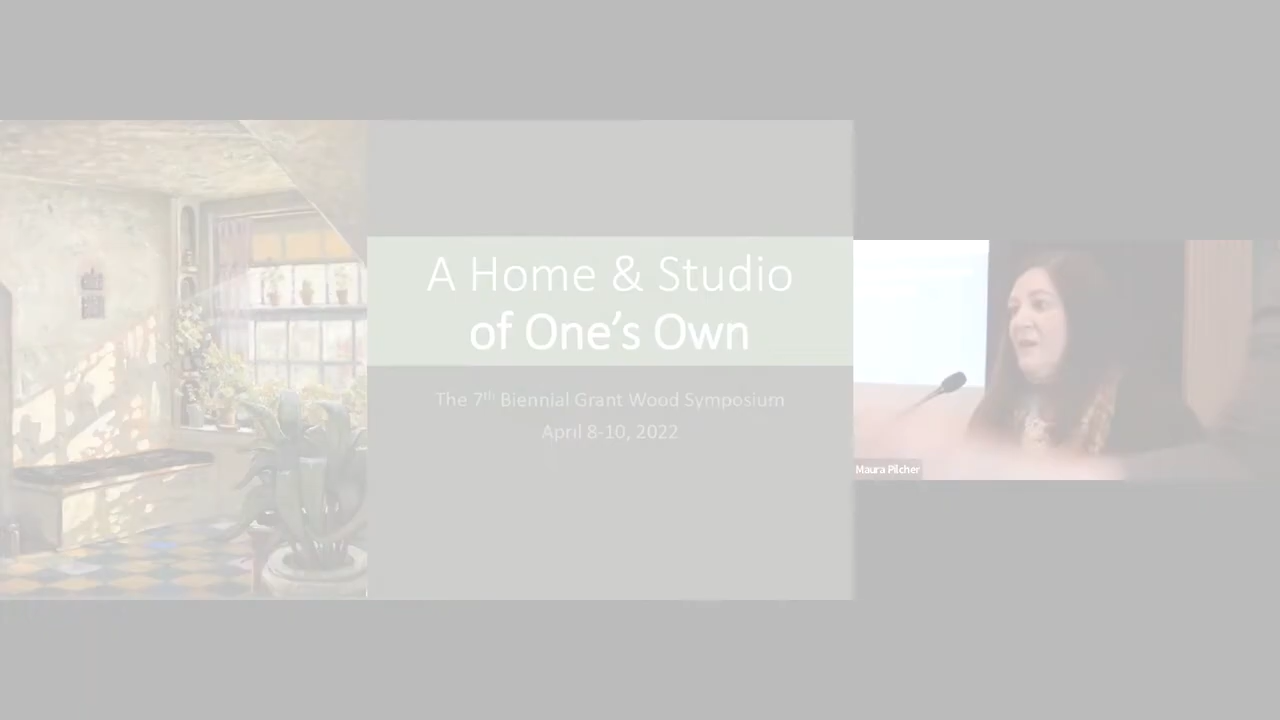 A Home & Studio
of One's Own
The 7th Biennial Grant Wood Symposium
April 8-10, 2022
Maura Pilcher